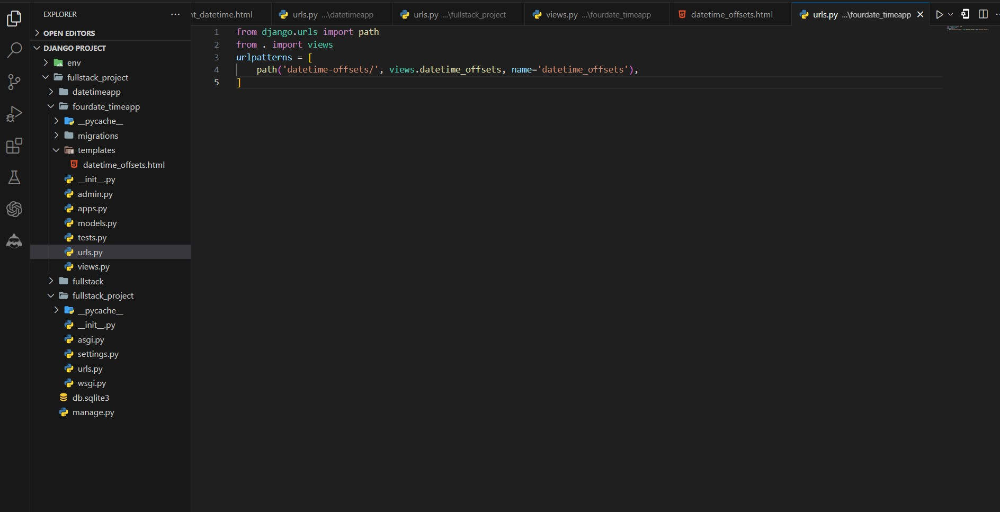 EXPLORER
OPEN EDITORS
DJANGO PROJECT
env
fullstack_project
datetimeapp
fourdate_timeapp
__pycache__
migrations
templates
datetime_offsets.html
__init__.py
admin.py
apps.py
models.py
tests.py
urls.py
views.py
fullstack
fullstack_project
__pycache__
__init__.py
asgi.py
settings.py
urls.py
wsgi.py
db.sqlite3
manage.py
nt_datetime.html
urls.py ...\datetimeapp
urls.py ...\fullstack_project
views.py ...\fourdate_timeapp
datetime_offsets.html
urls.py ...\fourdate_timeapp
1 from django.urls import path
2 from . import views
3 urlpatterns = [
4 path('datetime-offsets/', views.datetime_offsets, name='datetime_offsets'),
5 ]